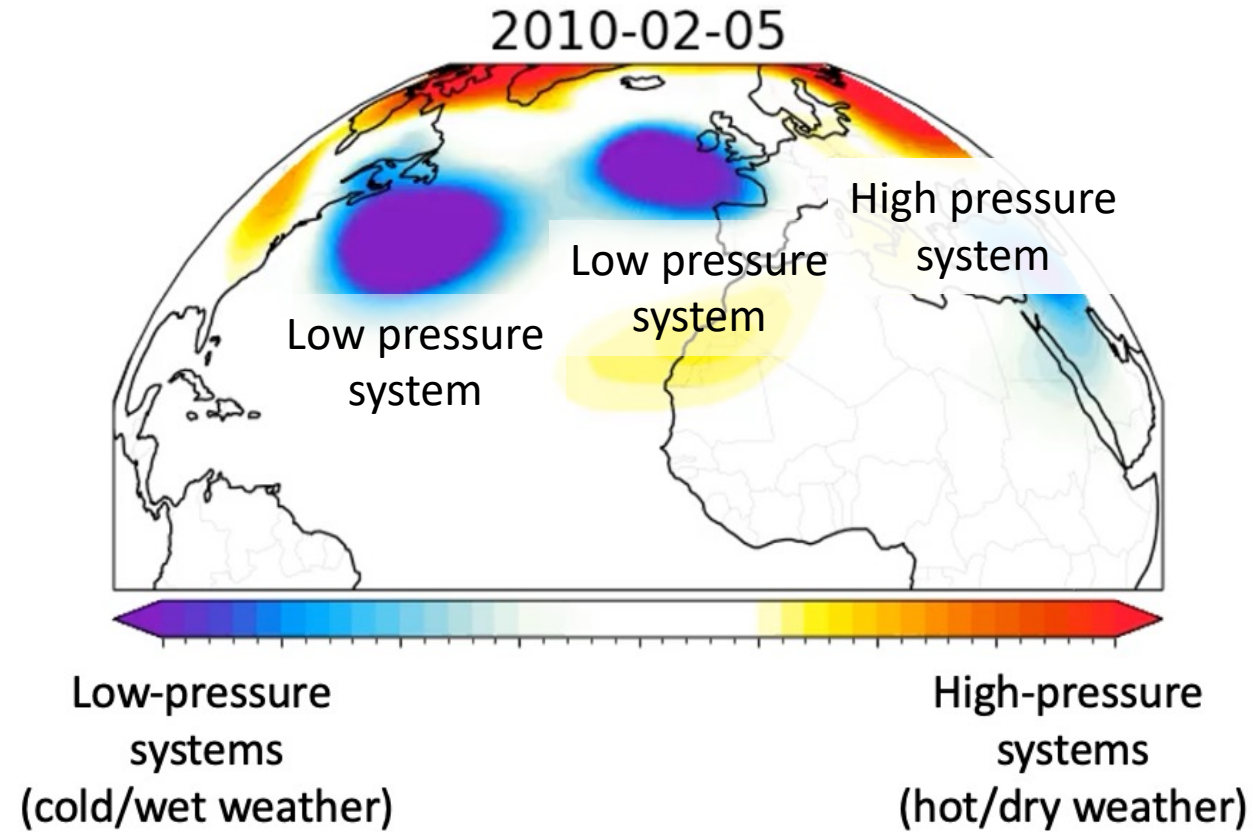 2010-02-05
High pressure
system
Low pressure
system
Low pressure
system
Low-pressure
systems
(cold/wet weather)
High-pressure
systems
(hot/dry weather)